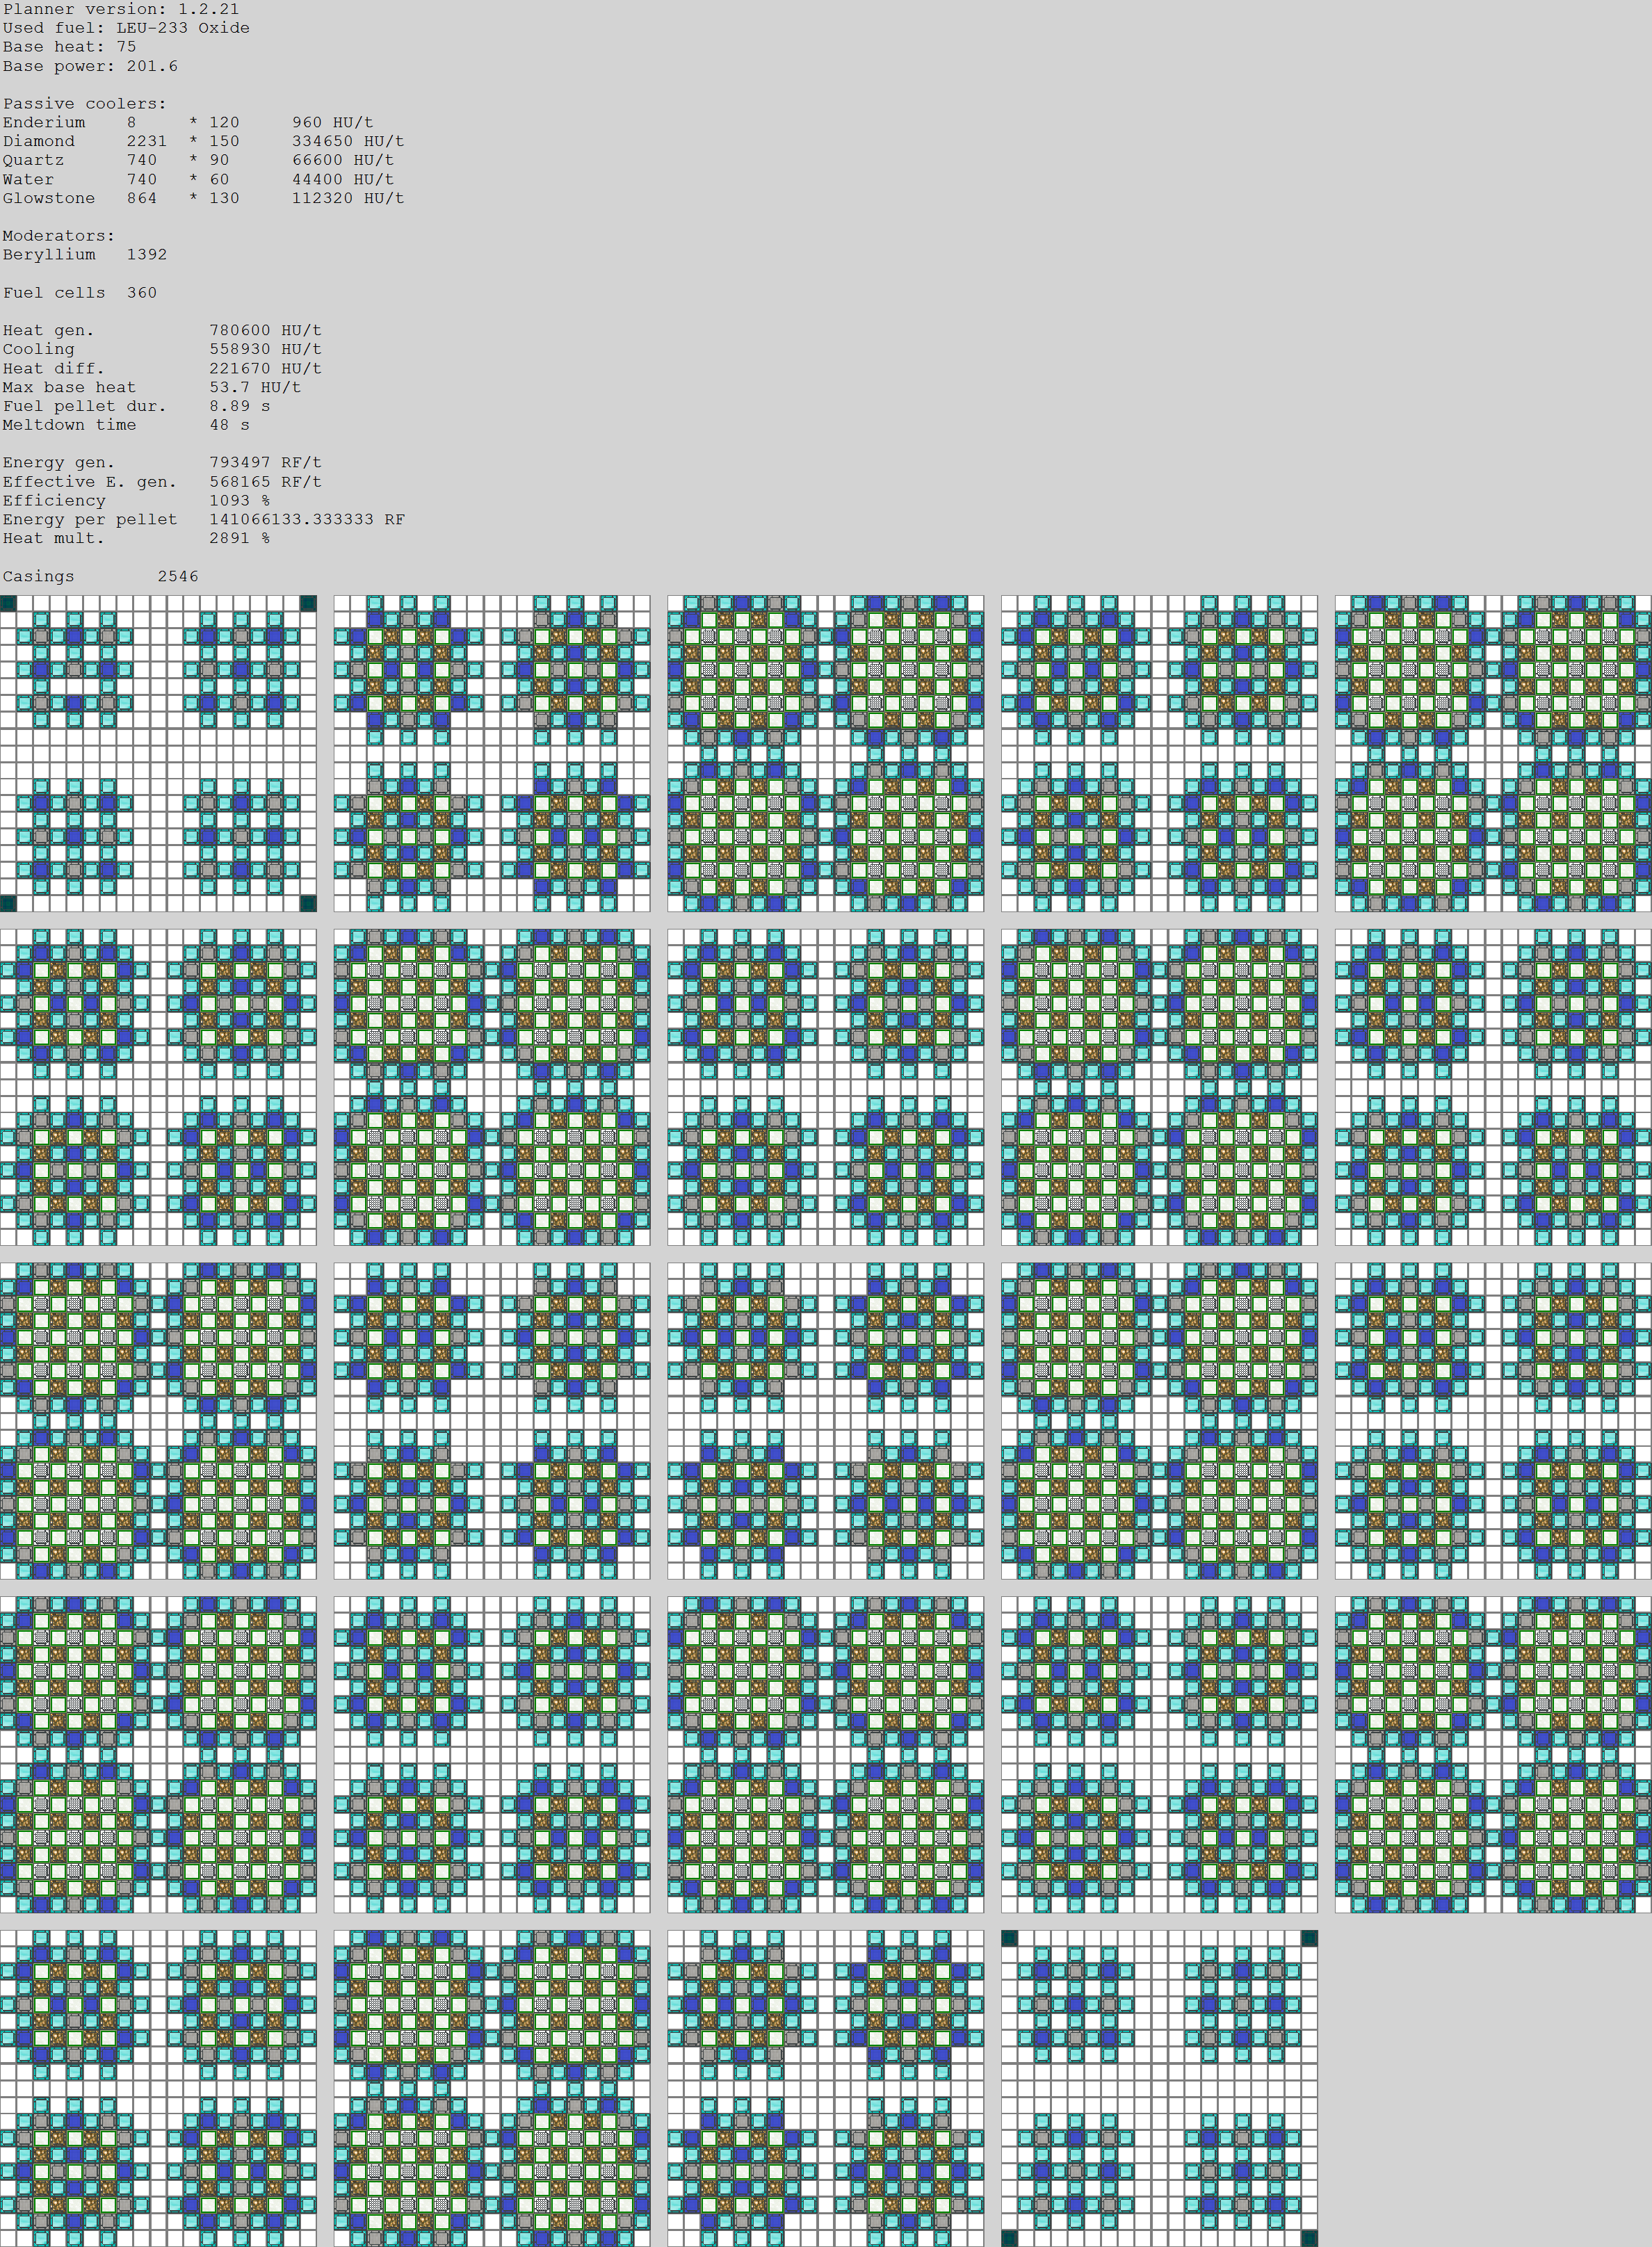 Planner version: 1.2.21
Used fuel: LEU-233 Oxide
Base heat: 75
Base power: 201.6
Passive coolers:
Enderium 8 * 120 960 HU/t
Diamond 2231 * 150 334650 HU/t
Quartz 740 * 90 66600 HU/t
Water 740 * 60 44400 HU/t
Glowstone 864 * 130 112320 HU/t
Moderators:
Beryllium 1392
Fuel cells 360
Heat gen. 780600 HU/t
Cooling 558930 HU/t
Heat diff. 221670 HU/t
Max base heat 53.7 HU/t
Fuel pellet dur. 8.89 s
Meltdown time 48 s
Energy gen. 793497 RF/t
Effective E. gen. 568165 RF/t
Efficiency 1093 %
Energy per pellet 141066133.333333 RF
Heat mult. 2891 %
Casings 2546